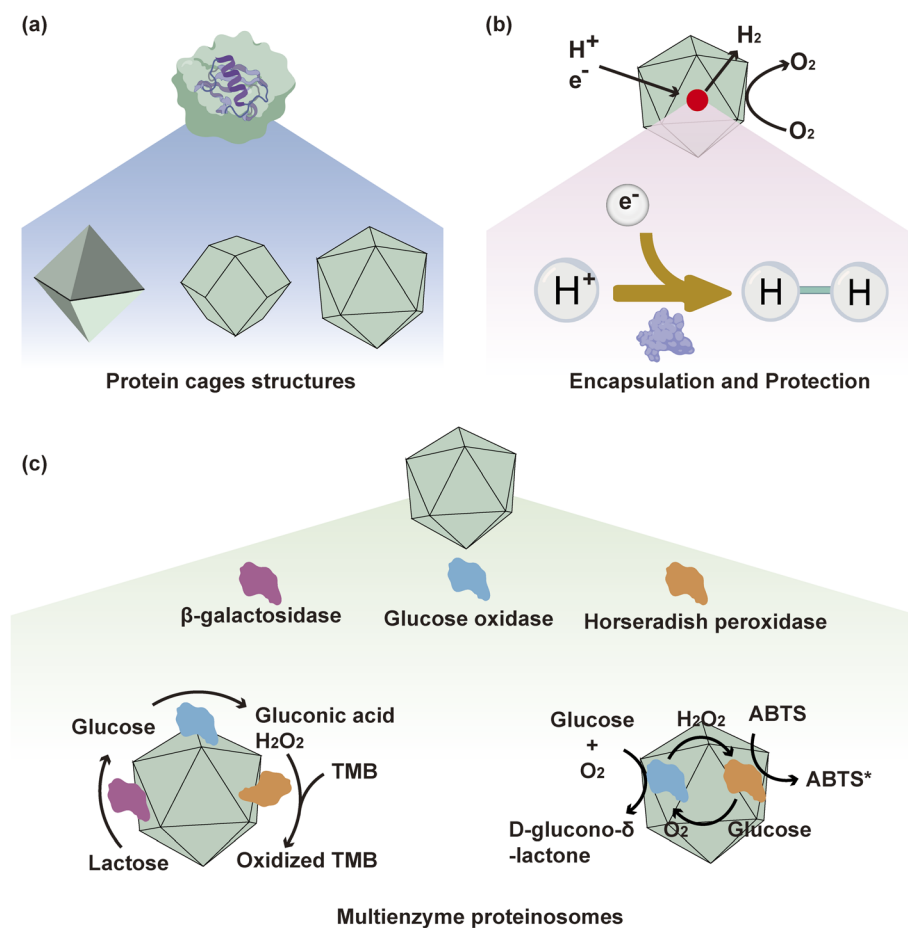 (a)
Protein cages structures
(b)
H⁺
e⁻
H₂
O₂
O₂
e⁻
H⁺
H
H
Encapsulation and Protection
(c)
β-galactosidase
Glucose oxidase
Horseradish peroxidase
Glucose
Gluconic acid
H₂O₂
TMB
Lactose
Oxidized TMB
Glucose
+
O₂
H₂O₂
ABTS
ABTS*
D-glucono-δ
-lactone
O₂
Glucose
Multienzyme proteinosomes